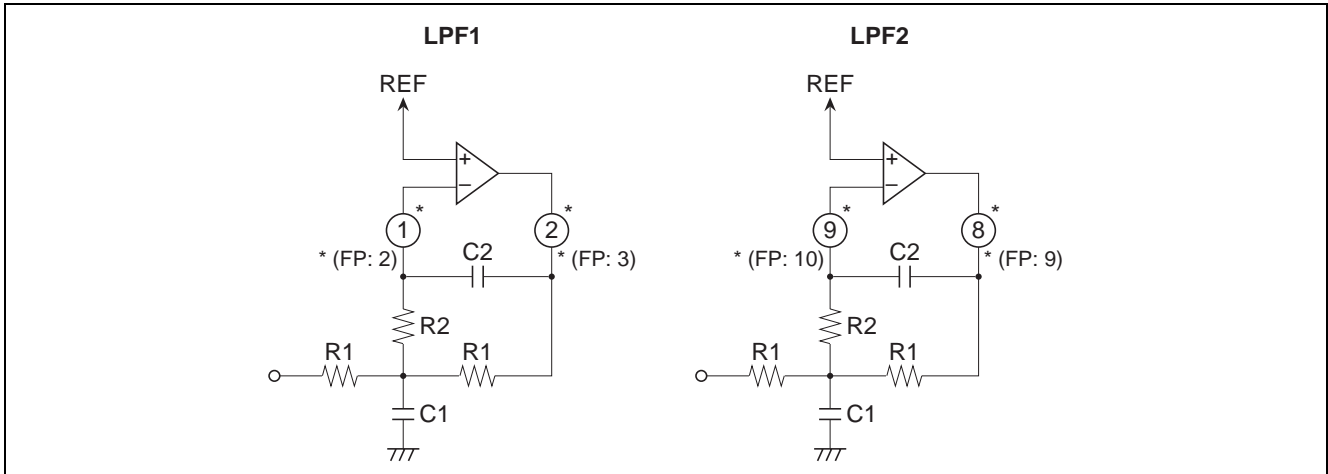 LPF1
REF
+
−
1 *
2 *
* (FP: 2)
C2
* (FP: 3)
R2
R1
R1
C1
LPF2
REF
+
−
9 *
8 *
* (FP: 10)
C2
* (FP: 9)
R2
R1
R1
C1